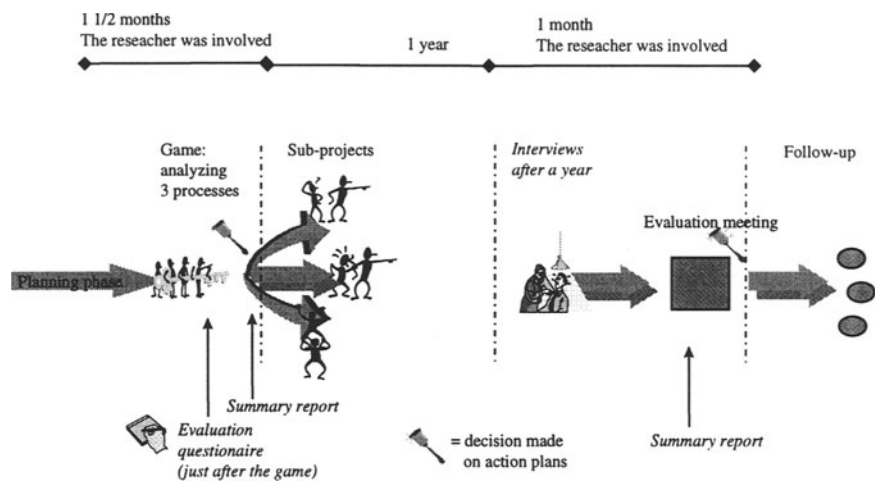 1 1/2 months
The reseacher was involved
1 year
1 month
The reseacher was involved
Game:
analyzing
3 processes
Sub-projects
Interviews
after a year
Follow-up
Evaluation meeting
Planning phase
Summary report
Evaluation
questionaire
(just after the game)
= decision made
on action plans
Summary report